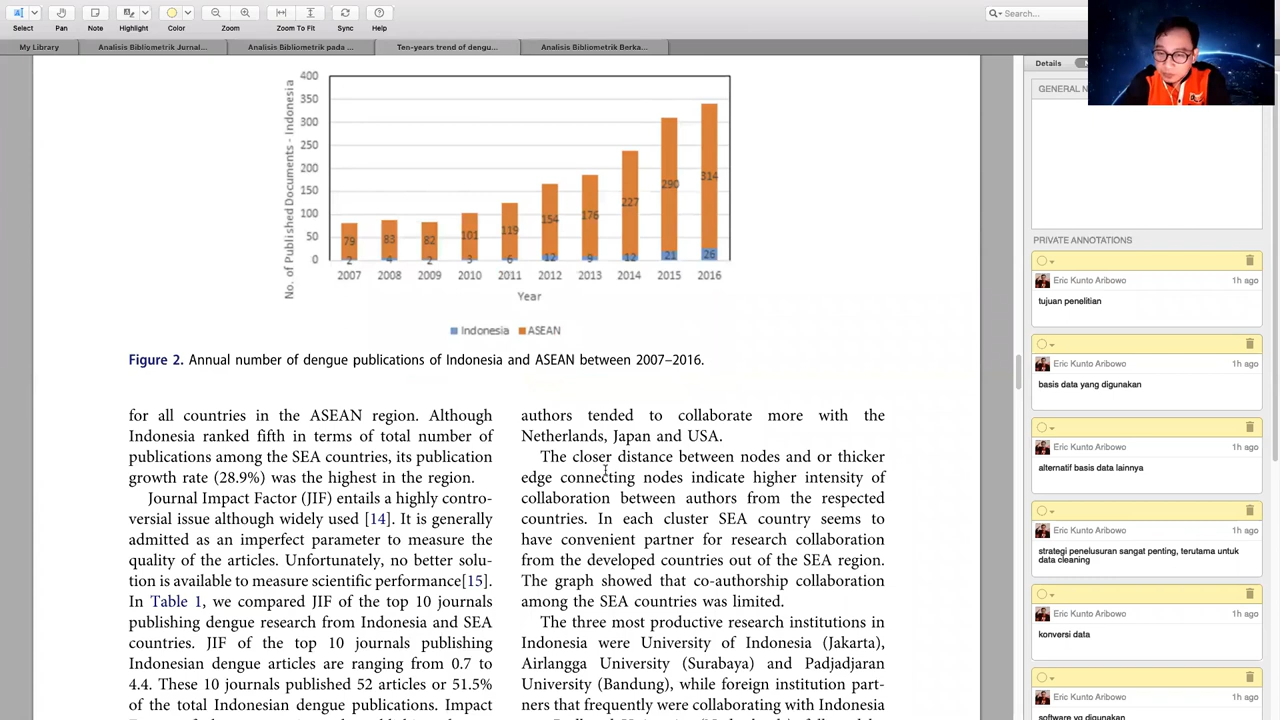 Select
Pan
Note
Highlight
Color
Zoom
Zoom To Fit
Sync
Help
Search...
My Library
Analisis Bibliometrik Jurnal...
Analisis Bibliometrik pada ...
Ten-years trend of dengu...
Analisis Bibliometrik Berka...
Details
GENERAL N
No. of Published Documents - Indonesia
400
350
300
250
200
150
100
50
0
79 83 82 101 119 154 176 227 290 314
2 4 2 3 6 12 9 12 21 26
2007 2008 2009 2010 2011 2012 2013 2014 2015 2016
Year
Indonesia ASEAN
Figure 2. Annual number of dengue publications of Indonesia and ASEAN between 2007–2016.
for all countries in the ASEAN region. Although
Indonesia ranked fifth in terms of total number of
publications among the SEA countries, its publication
growth rate (28.9%) was the highest in the region.
Journal Impact Factor (JIF) entails a highly contro-
versial issue although widely used [14]. It is generally
admitted as an imperfect parameter to measure the
quality of the articles. Unfortunately, no better solu-
tion is available to measure scientific performance[15].
In Table 1, we compared JIF of the top 10 journals
publishing dengue research from Indonesia and SEA
countries. JIF of the top 10 journals publishing
Indonesian dengue articles are ranging from 0.7 to
4.4. These 10 journals published 52 articles or 51.5%
of the total Indonesian dengue publications. Impact
authors tended to collaborate more with the
Netherlands, Japan and USA.
The closer distance between nodes and or thicker
edge connecting nodes indicate higher intensity of
collaboration between authors from the respected
countries. In each cluster SEA country seems to
have convenient partner for research collaboration
from the developed countries out of the SEA region.
The graph showed that co-authorship collaboration
among the SEA countries was limited.
The three most productive research institutions in
Indonesia were University of Indonesia (Jakarta),
Airlangga University (Surabaya) and Padjadjaran
University (Bandung), while foreign institution part-
ners that frequently were collaborating with Indonesia
PRIVATE ANNOTATIONS
Eric Kunto Aribowo 1h ago
tujuan penelitian
Eric Kunto Aribowo 1h ago
basis data yang digunakan
Eric Kunto Aribowo 1h ago
alternatif basis data lainnya
Eric Kunto Aribowo 1h ago
strategi penelusuran sangat penting, terutama untuk
data cleaning
Eric Kunto Aribowo 1h ago
konversi data
Eric Kunto Aribowo 1h ago
software yg digunakan